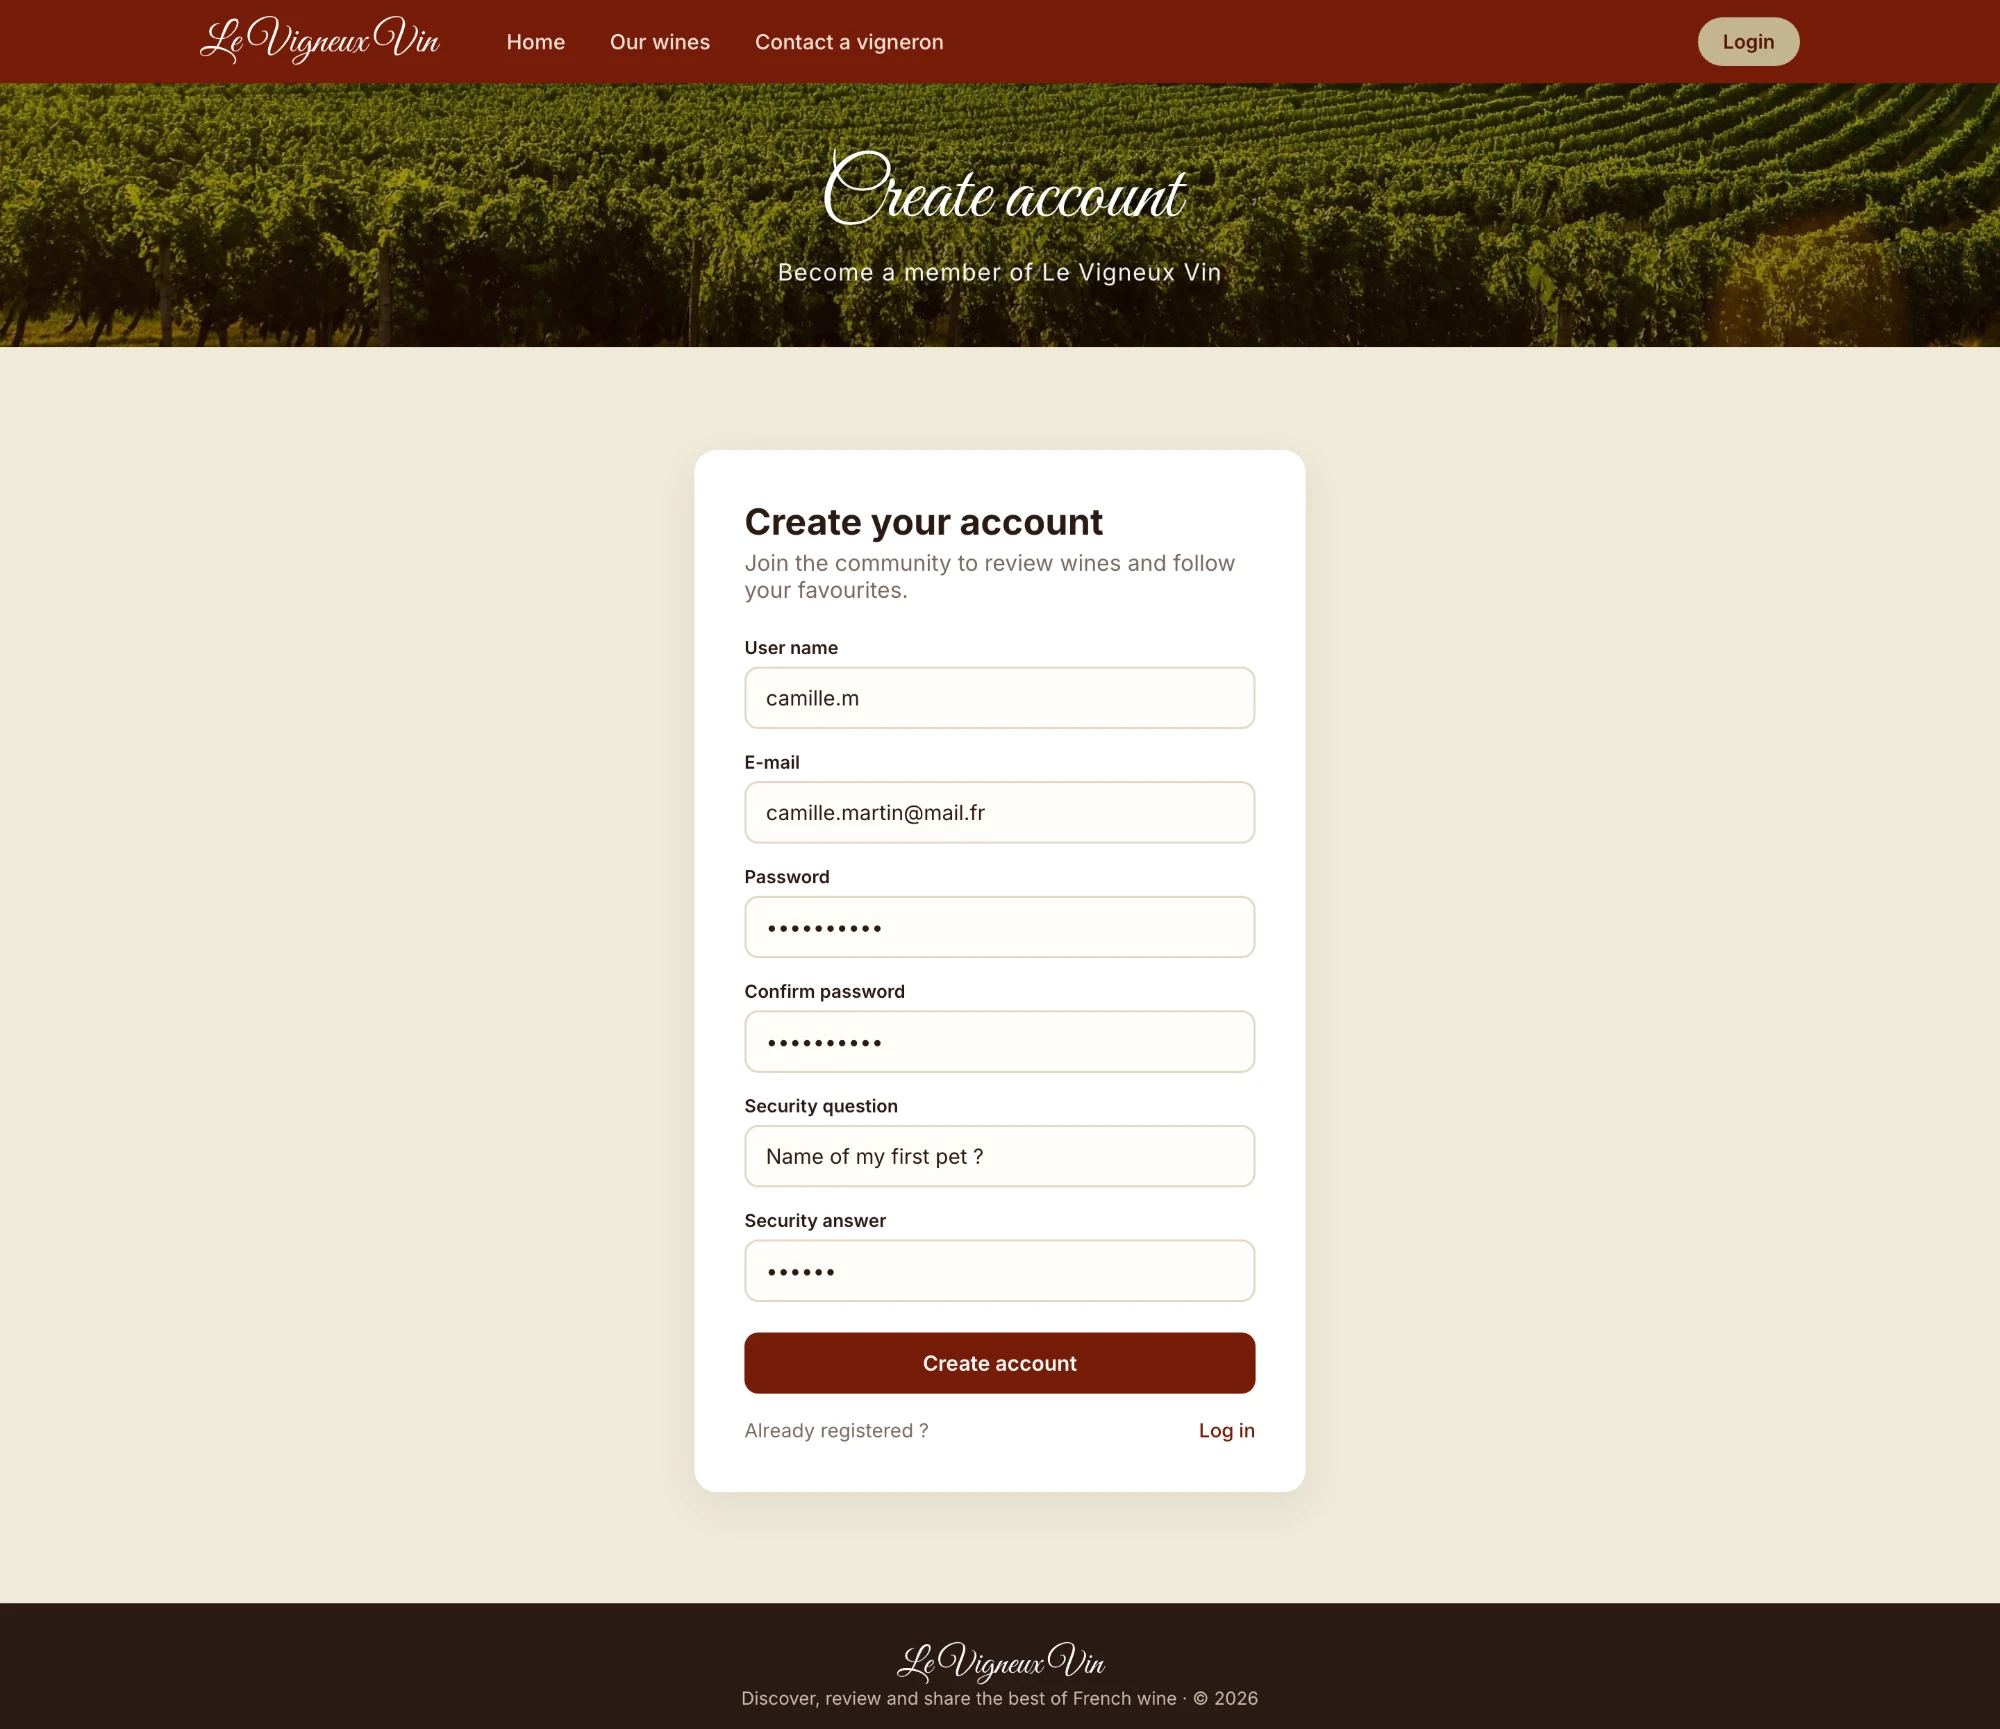 Le Vigneux Vin
Home
Our wines
Contact a vigneron
Login
Create account
Become a member of Le Vigneux Vin
Create your account
Join the community to review wines and follow
your favourites.
User name
camille.m
E-mail
camille.martin@mail.fr
Password
••••••••••
Confirm password
••••••••••
Security question
Name of my first pet ?
Security answer
••••••
Create account
Already registered ?
Log in
Le Vigneux Vin
Discover, review and share the best of French wine · © 2026